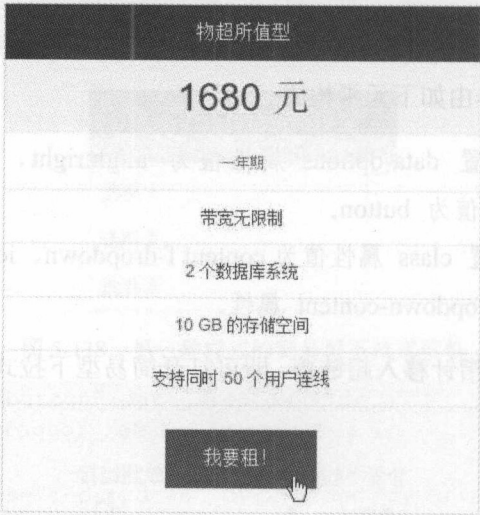 物超所值型
1680 元
一年期
带宽无限制
2 个数据库系统
10 GB 的存储空间
支持同时 50 个用户连线
我要租!